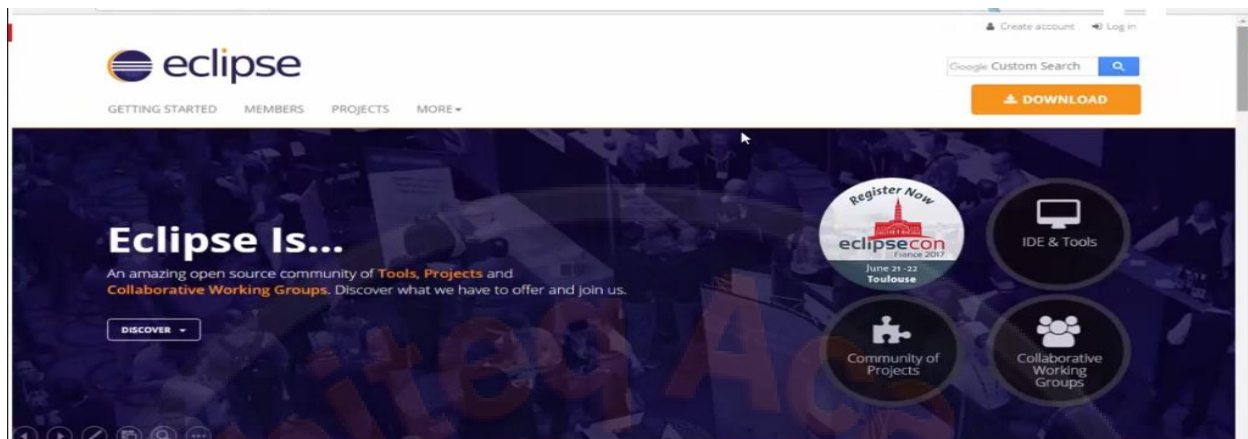 Create account Log in
eclipse
Google Custom Search
GETTING STARTED MEMBERS PROJECTS MORE
DOWNLOAD
Eclipse Is...
An amazing open source community of Tools, Projects and
Collaborative Working Groups. Discover what we have to offer and join us.
DISCOVER
Register Now
eclipsecon
France 2017
June 21-22
Toulouse
IDE & Tools
Community of
Projects
Collaborative
Working
Groups